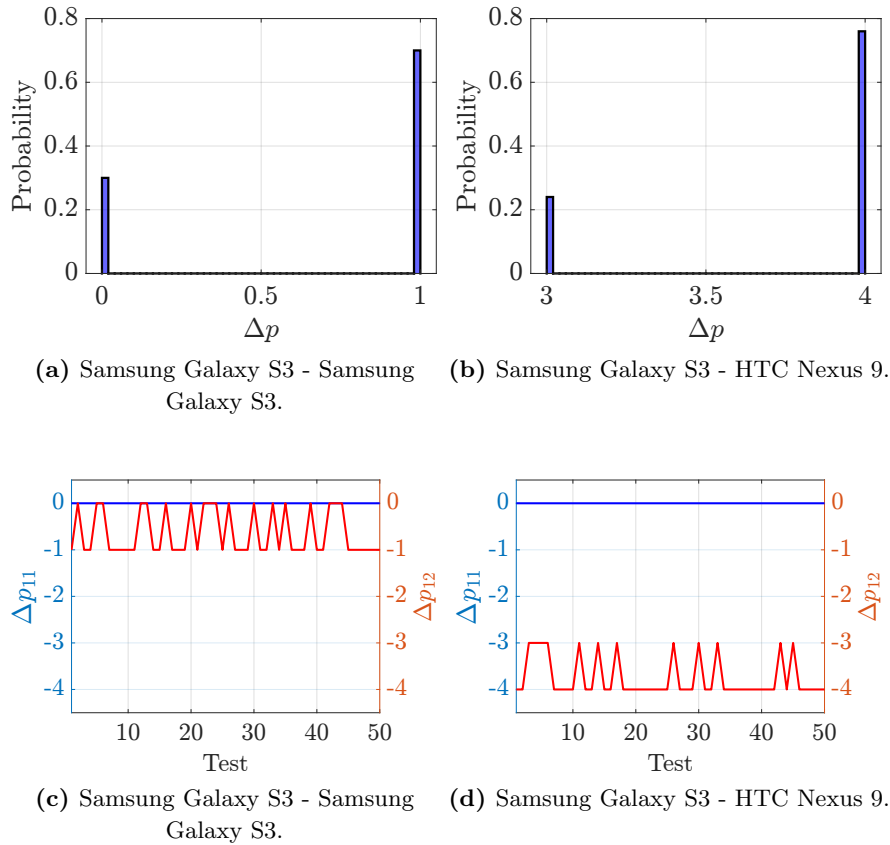 0.8
0.6
0.4
0.2
0
Probability
0
0.5
1
Δp
(a) Samsung Galaxy S3 - Samsung
Galaxy S3.
0.8
0.6
0.4
0.2
0
Probability
3
3.5
4
Δp
(b) Samsung Galaxy S3 - HTC Nexus 9.
0
-1
-2
-3
-4
Δp11
0
-1
-2
-3
-4
Δp12
10
20
30
40
50
Test
(c) Samsung Galaxy S3 - Samsung
Galaxy S3.
0
-1
-2
-3
-4
Δp11
0
-1
-2
-3
-4
Δp12
10
20
30
40
50
Test
(d) Samsung Galaxy S3 - HTC Nexus 9.